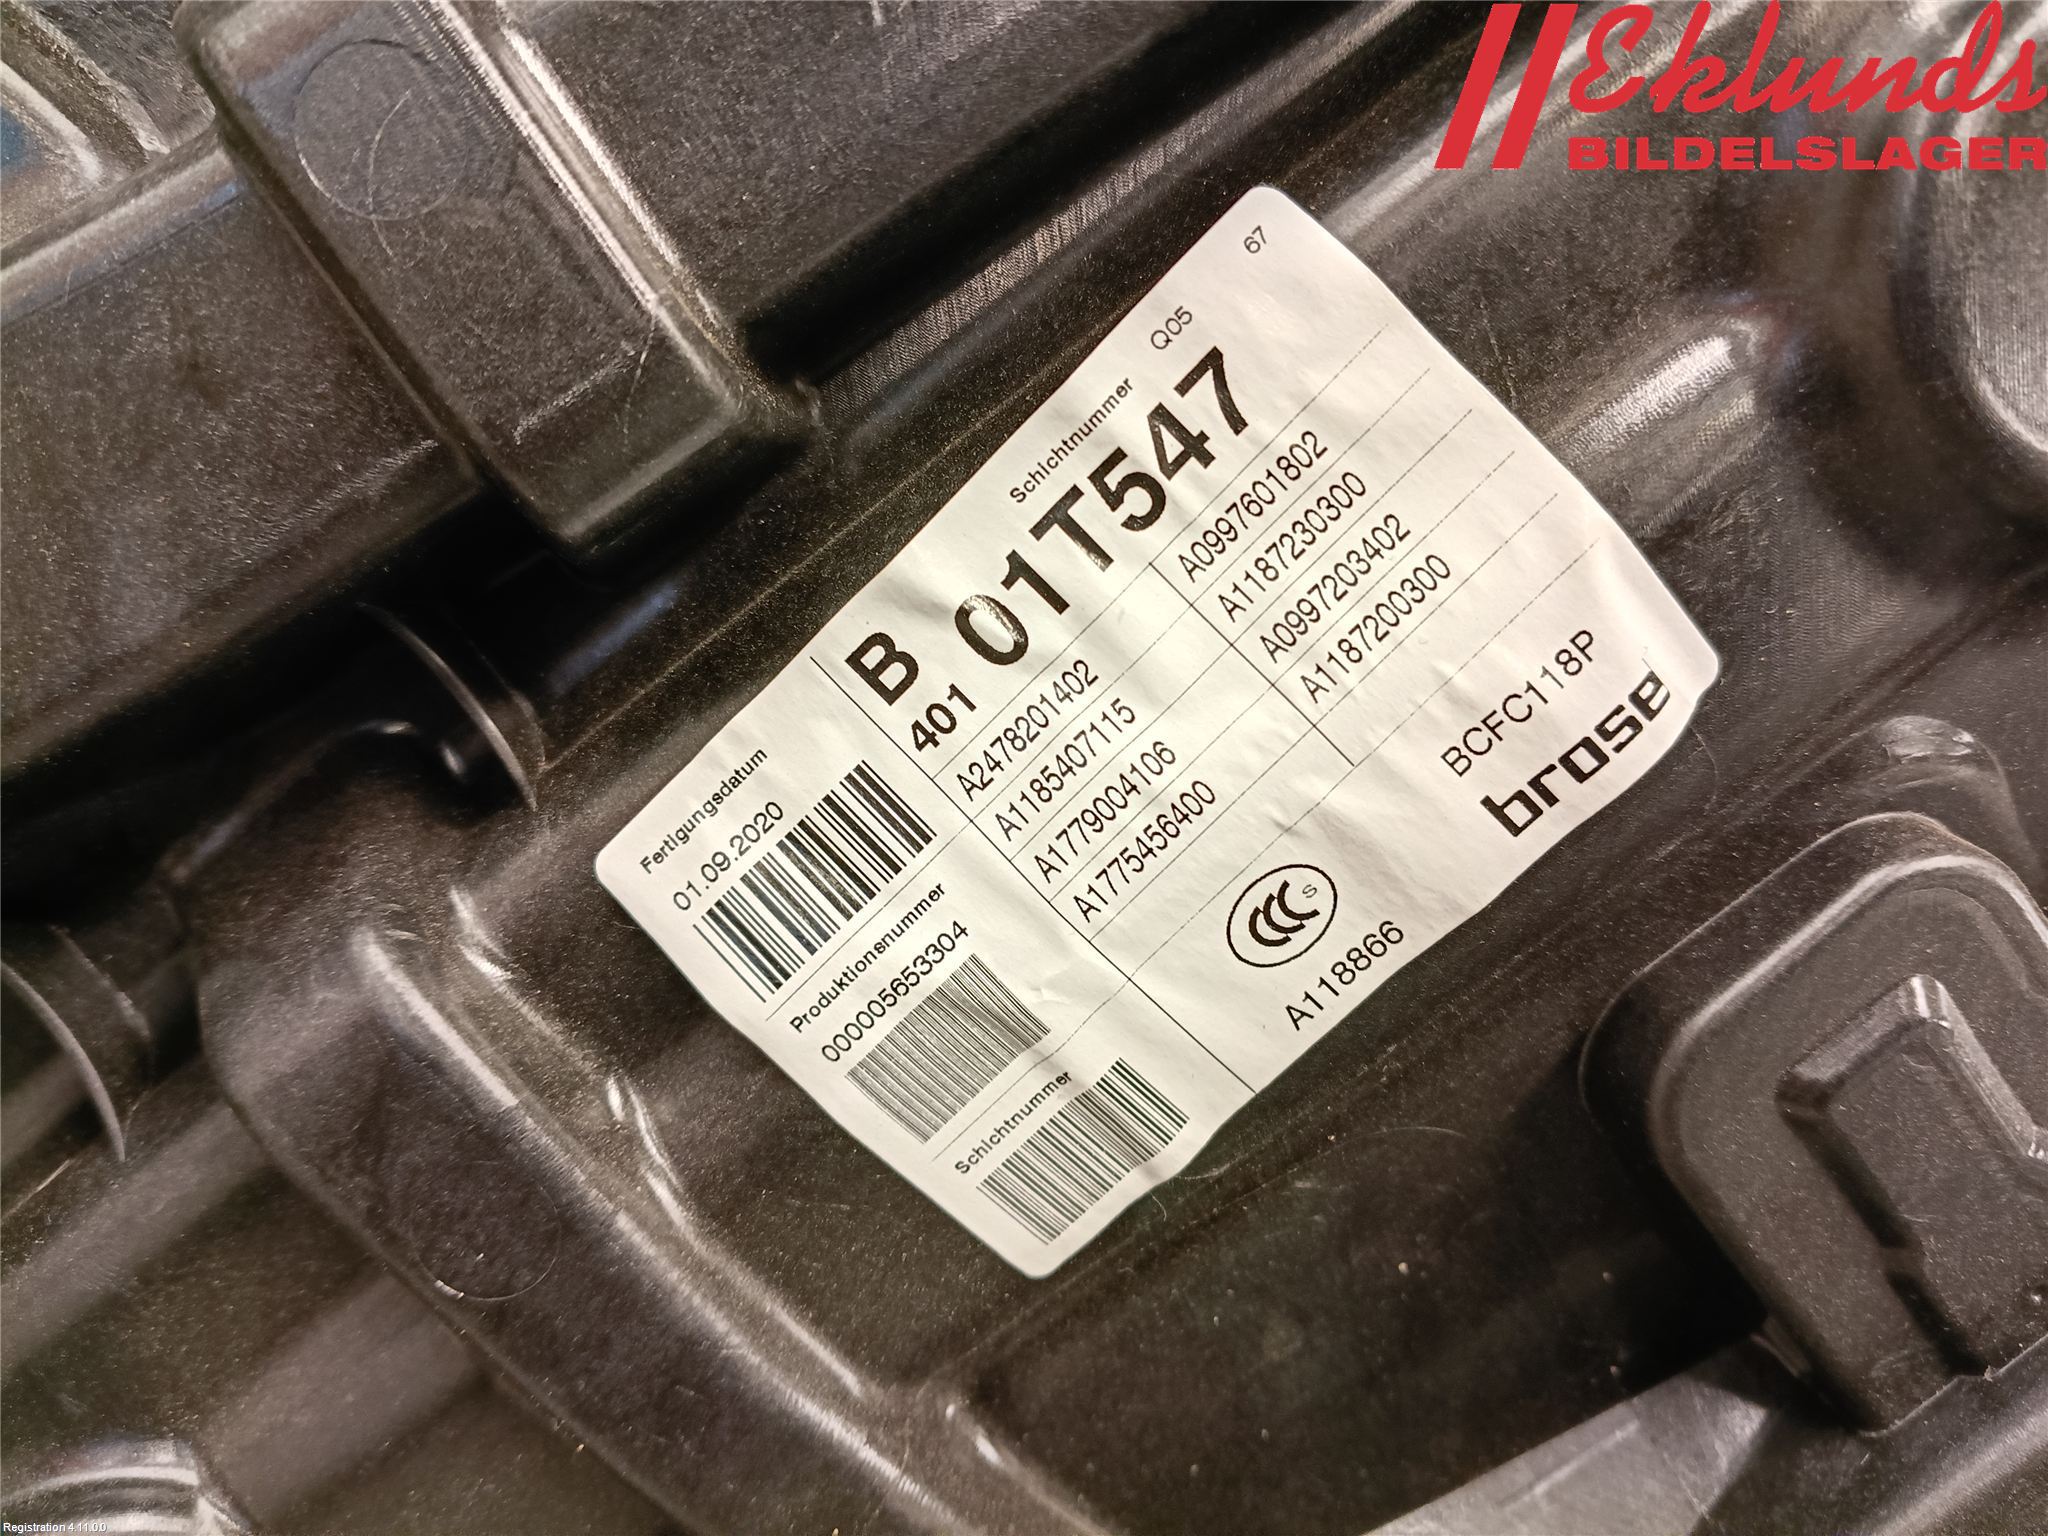 Eklunds
BILDELSLAGER
67
Schichtnummer Q05
B
401
01T547
A2478201402 A0997601802
A1185407115 A1187230300
A1779004106 A0997203402
A1775456400 A1187200300
Fertigungsdatum
01.09.2020
Produktionsnummer
000005653304
Schichtnummer
CCC S
A118866
BCFC118P
brose
Registration 4.11.0.0